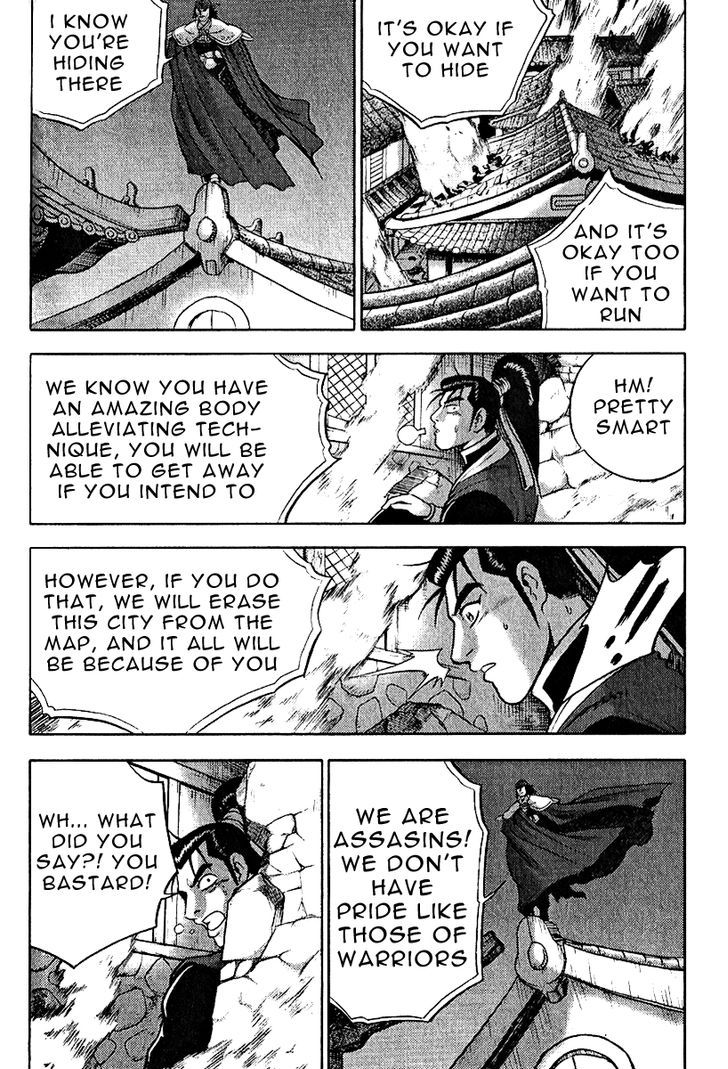 I KNOW
YOU'RE
HIDING
THERE
IT'S OKAY IF
YOU WANT
TO HIDE
AND IT'S
OKAY TOO
IF YOU
WANT TO
RUN
WE KNOW YOU HAVE
AN AMAZING BODY
ALLEVIATING TECH-
NIQUE, YOU WILL BE
ABLE TO GET AWAY
IF YOU INTEND TO
HM!
PRETTY
SMART
HOWEVER, IF YOU DO
THAT, WE WILL ERASE
THIS CITY FROM THE
MAP, AND IT ALL WILL
BE BECAUSE OF YOU
!!
WH... WHAT
DID YOU
SAY?! YOU
BASTARD!
WE ARE
ASSASINS!
WE DON'T
HAVE
PRIDE LIKE
THOSE OF
WARRIORS